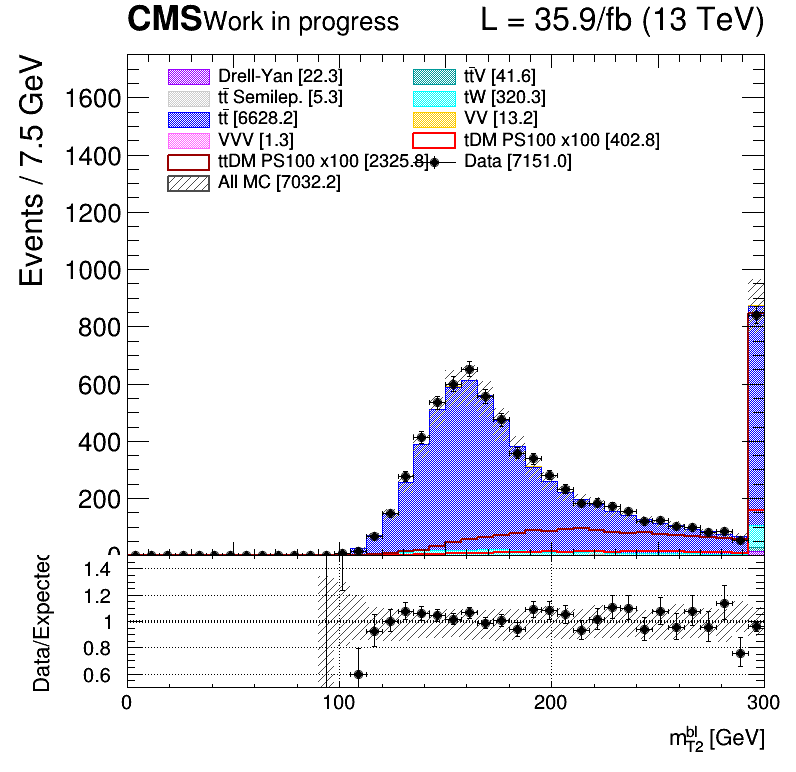 CMS Work in progress L = 35.9/fb (13 TeV)
Events / 7.5 GeV
Drell-Yan [22.3] tt̄V [41.6]
tt̄ Semilep. [5.3] tW [320.3]
tt̄ [6628.2] VV [13.2]
VVV [1.3] tDM PS100 x100 [402.8]
ttDM PS100 x100 [2325.8] Data [7151.0]
All MC [7032.2]
1600
1400
1200
1000
800
600
400
200
0
Data/Expected
1.4
1.2
1
0.8
0.6
0 100 200 300
m_{T2}^{bl} [GeV]